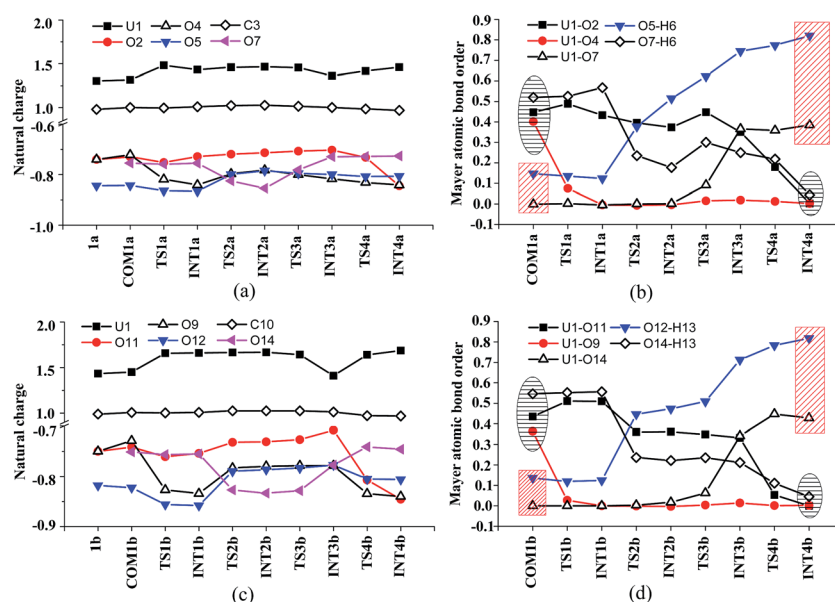 U1 O4 C3
O2 O5 O7
2.0
1.5
1.0
-0.6
-0.8
-1.0
Natural charge
1a COM1a TS1a INT1a TS2a INT2a TS3a INT3a TS4a INT4a
(a)
U1-O2 O5-H6
U1-O4 O7-H6
U1-O7
0.9
0.8
0.7
0.6
0.5
0.4
0.3
0.2
0.1
0.0
-0.1
Mayer atomic bond order
COM1a TS1a INT1a TS2a INT2a TS3a INT3a TS4a INT4a
(b)
U1 O9 C10
O11 O12 O14
2.0
1.5
1.0
-0.7
-0.8
-0.9
Natural charge
1b COM1b TS1b INT1b TS2b INT2b TS3b INT3b TS4b INT4b
(c)
U1-O11 O12-H13
U1-O9 O14-H13
U1-O14
0.9
0.8
0.7
0.6
0.5
0.4
0.3
0.2
0.1
0.0
-0.1
Mayer atomic bond order
COM1b TS1b INT1b TS2b INT2b TS3b INT3b TS4b INT4b
(d)